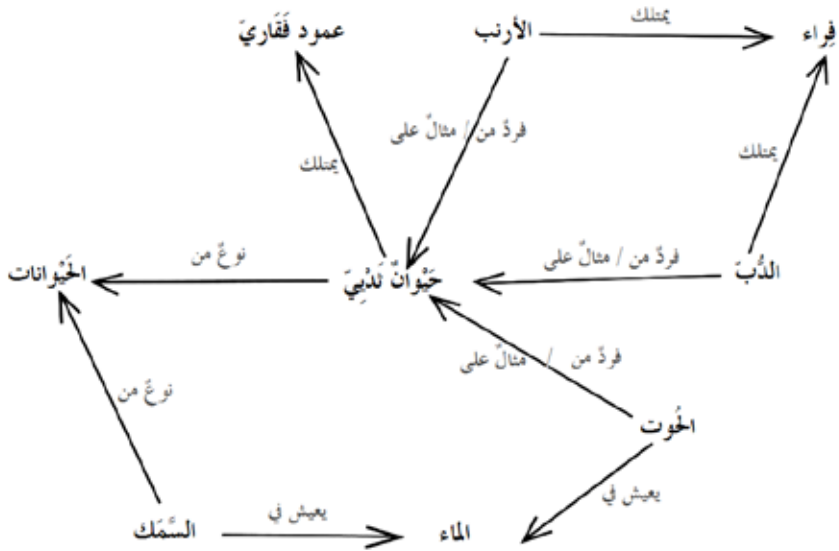 فِراء
يمتلك
الأرنب
عمود فَقَاريّ
يمتلك
فردٌ من / مثالٌ على
يمتلك
الدُّبّ
فردٌ من / مثالٌ على
حَيْوانٌ ثَدْيِيّ
نوعٌ من
الحَيْوانات
فردٌ من / مثالٌ على
نوعٌ من
الحُوت
يعيش في
الماء
يعيش في
السَّمَك